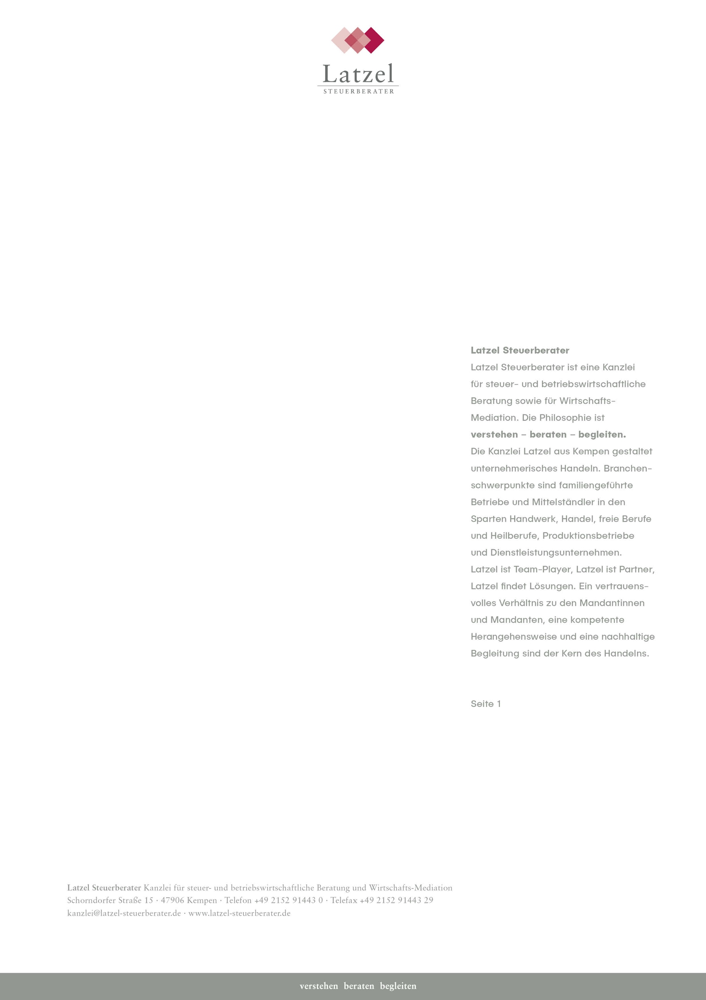 Latzel
STEUERBERATER
Latzel Steuerberater
Latzel Steuerberater ist eine Kanzlei
für steuer- und betriebswirtschaftliche
Beratung sowie für Wirtschafts-
Mediation. Die Philosophie ist
verstehen – beraten – begleiten.
Die Kanzlei Latzel aus Kempen gestaltet
unternehmerisches Handeln. Branchen-
schwerpunkte sind familiengeführte
Betriebe und Mittelständler in den
Sparten Handwerk, Handel, freie Berufe
und Heilberufe, Produktionsbetriebe
und Dienstleistungsunternehmen.
Latzel ist Team-Player, Latzel ist Partner,
Latzel findet Lösungen. Ein vertrauens-
volles Verhältnis zu den Mandantinnen
und Mandanten, eine kompetente
Herangehensweise und eine nachhaltige
Begleitung sind der Kern des Handelns.
Seite 1
Latzel Steuerberater Kanzlei für steuer- und betriebswirtschaftliche Beratung und Wirtschafts-Mediation
Schorndorfer Straße 15 · 47906 Kempen · Telefon +49 2152 91443 0 · Telefax +49 2152 91443 29
kanzlei@latzel-steuerberater.de · www.latzel-steuerberater.de
verstehen beraten begleiten